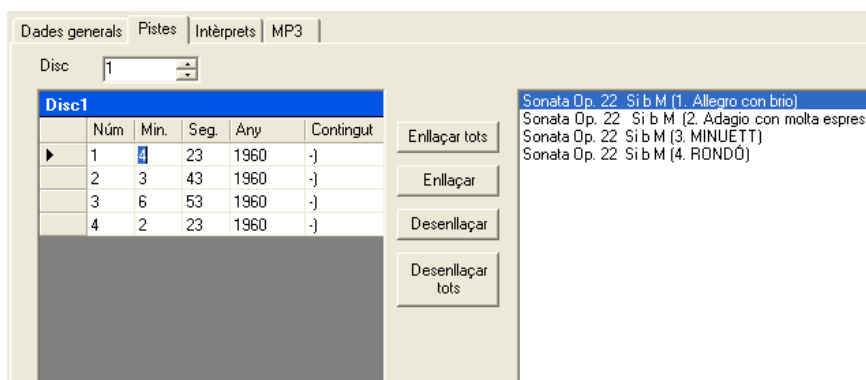 Dades generals Pistes Intèrprets MP3
Disc 1
Disc1
Núm Min. Seg. Any Contingut
1 4 23 1960 -)
2 3 43 1960 -)
3 6 53 1960 -)
4 2 23 1960 -)
Enllaçar tots
Enllaçar
Desenllaçar
Desenllaçar
tots
Sonata Op. 22 Si b M (1. Allegro con brio)
Sonata Op. 22 Si b M (2. Adagio con molta espres
Sonata Op. 22 Si b M (3. MINUETT)
Sonata Op. 22 Si b M (4. RONDÓ)